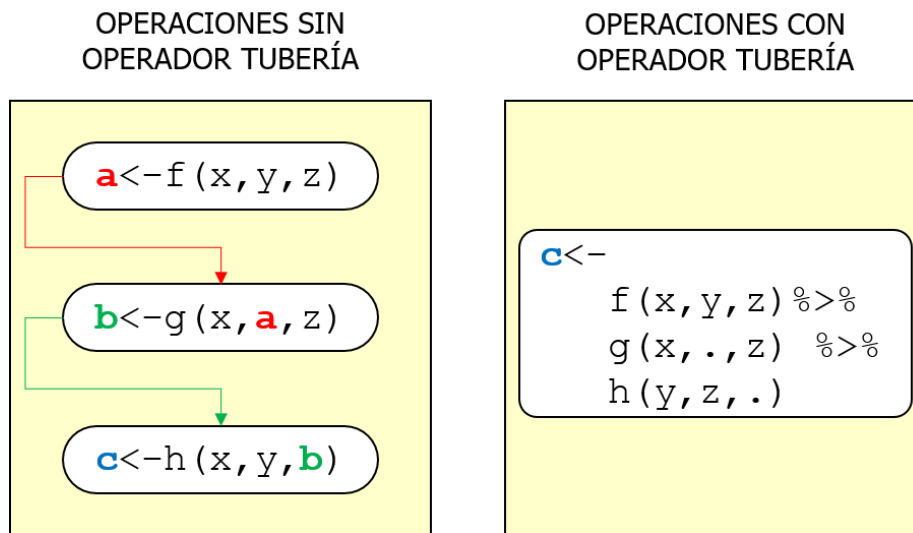 OPERACIONES SIN
OPERADOR TUBERÍA
a<-f(x,y,z)
b<-g(x,a,z)
c<-h(x,y,b)
OPERACIONES CON
OPERADOR TUBERÍA
c<-
f(x,y,z)%>%
g(x,.,z) %>%
h(y,z,.)